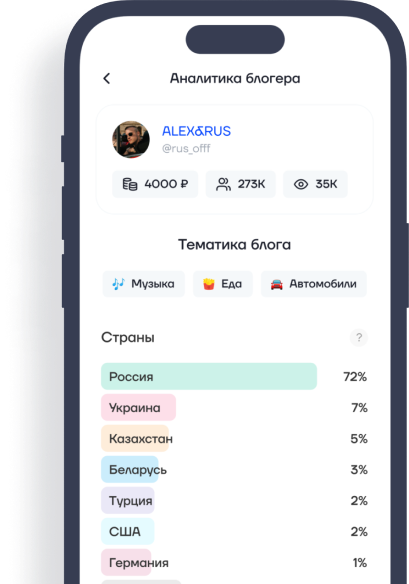 Аналитика блогера
ALEX&RUS
@rus_offf
4000 ₽ 273K 35K
Тематика блога
Музыка Еда Автомобили
Страны ?
Россия 72%
Украина 7%
Казахстан 5%
Беларусь 3%
Турция 2%
США 2%
Германия 1%